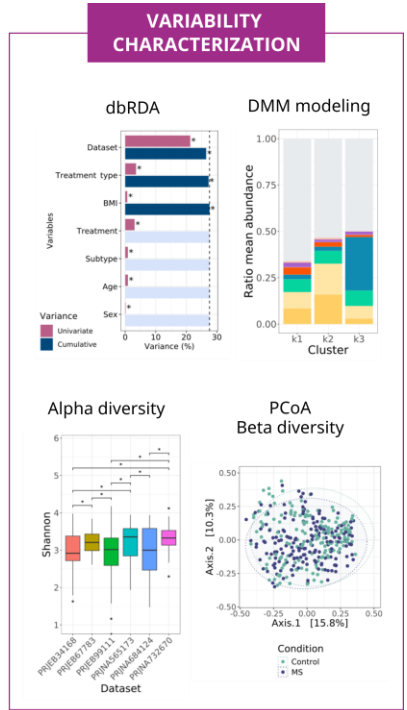 VARIABILITY
CHARACTERIZATION
dbRDA
Variables
Dataset
Treatment type
BMI
Treatment
Subtype
Age
Sex
*
*
*
*
*
*
*
*
*
*
0
10
20
30
Variance (%)
Variance
Univariate
Cumulative
DMM modeling
Ratio mean abundance
1.00
0.75
0.50
0.25
0.00
k1
k2
k3
Cluster
Alpha diversity
Shannon
6
5
4
3
2
1
*
*
*
*
*
*
*
*
PRJEB34168
PRJEB67783
PRJEB99111
PRJNA565173
PRJNA684124
PRJNA732670
Dataset
PCoA
Beta diversity
Axis.2 [10.3%]
0.50
0.25
0.00
-0.25
-0.50
-0.50
-0.25
0.00
0.25
0.50
Axis.1 [15.8%]
Condition
Control
MS